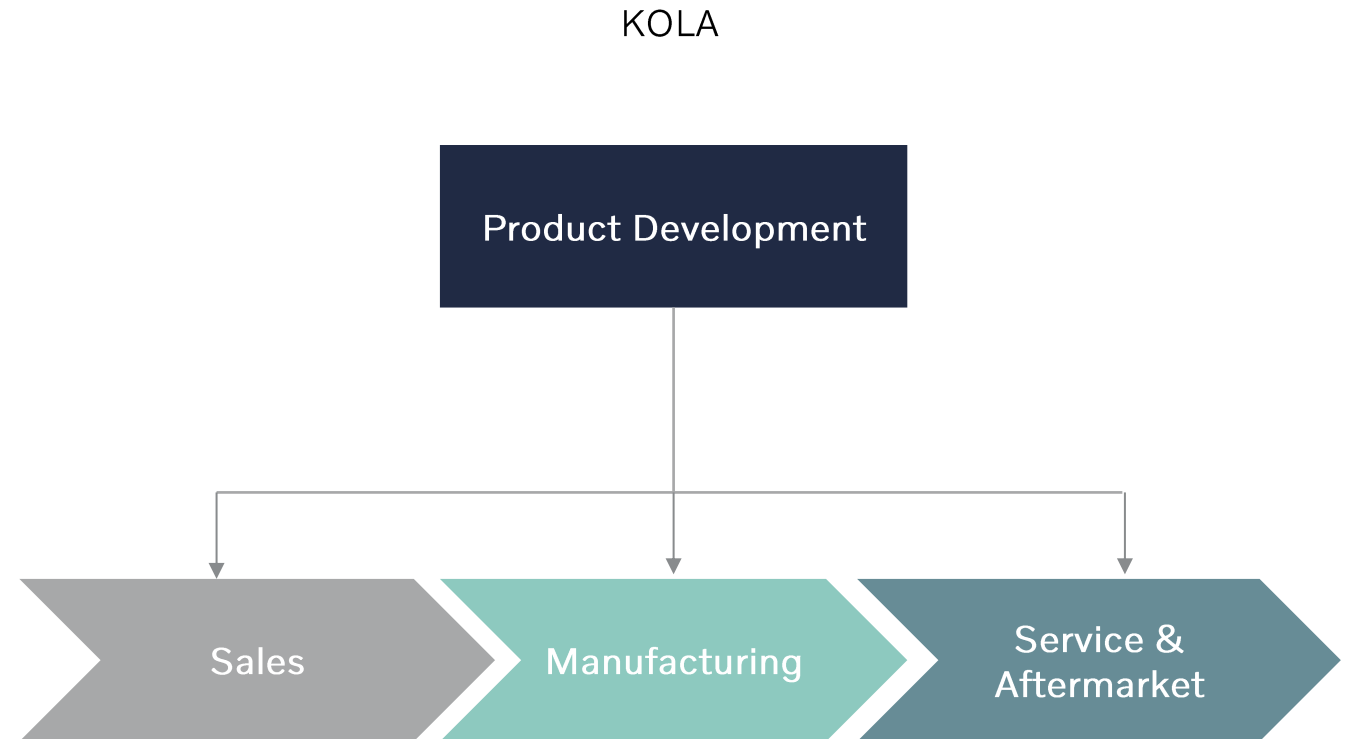 KOLA
Product Development
Sales
Manufacturing
Service &
Aftermarket